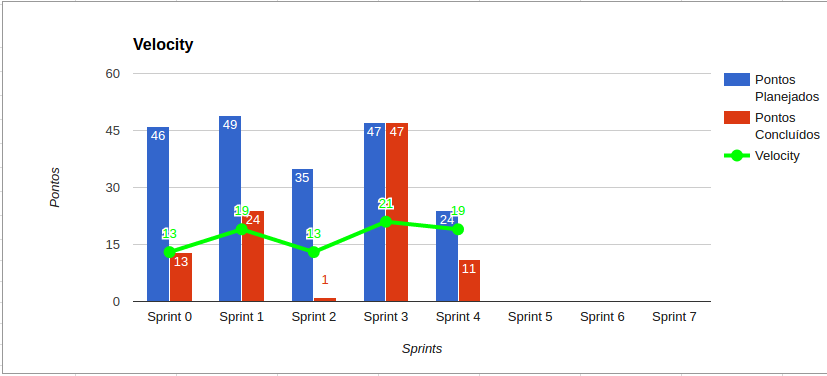 Velocity
60
45
30
15
0
Pontos
46
49
35
47
47
24
13
24
1
11
13
19
13
21
19
Sprint 0
Sprint 1
Sprint 2
Sprint 3
Sprint 4
Sprint 5
Sprint 6
Sprint 7
Sprints
Pontos
Planejados
Pontos
Concluídos
Velocity